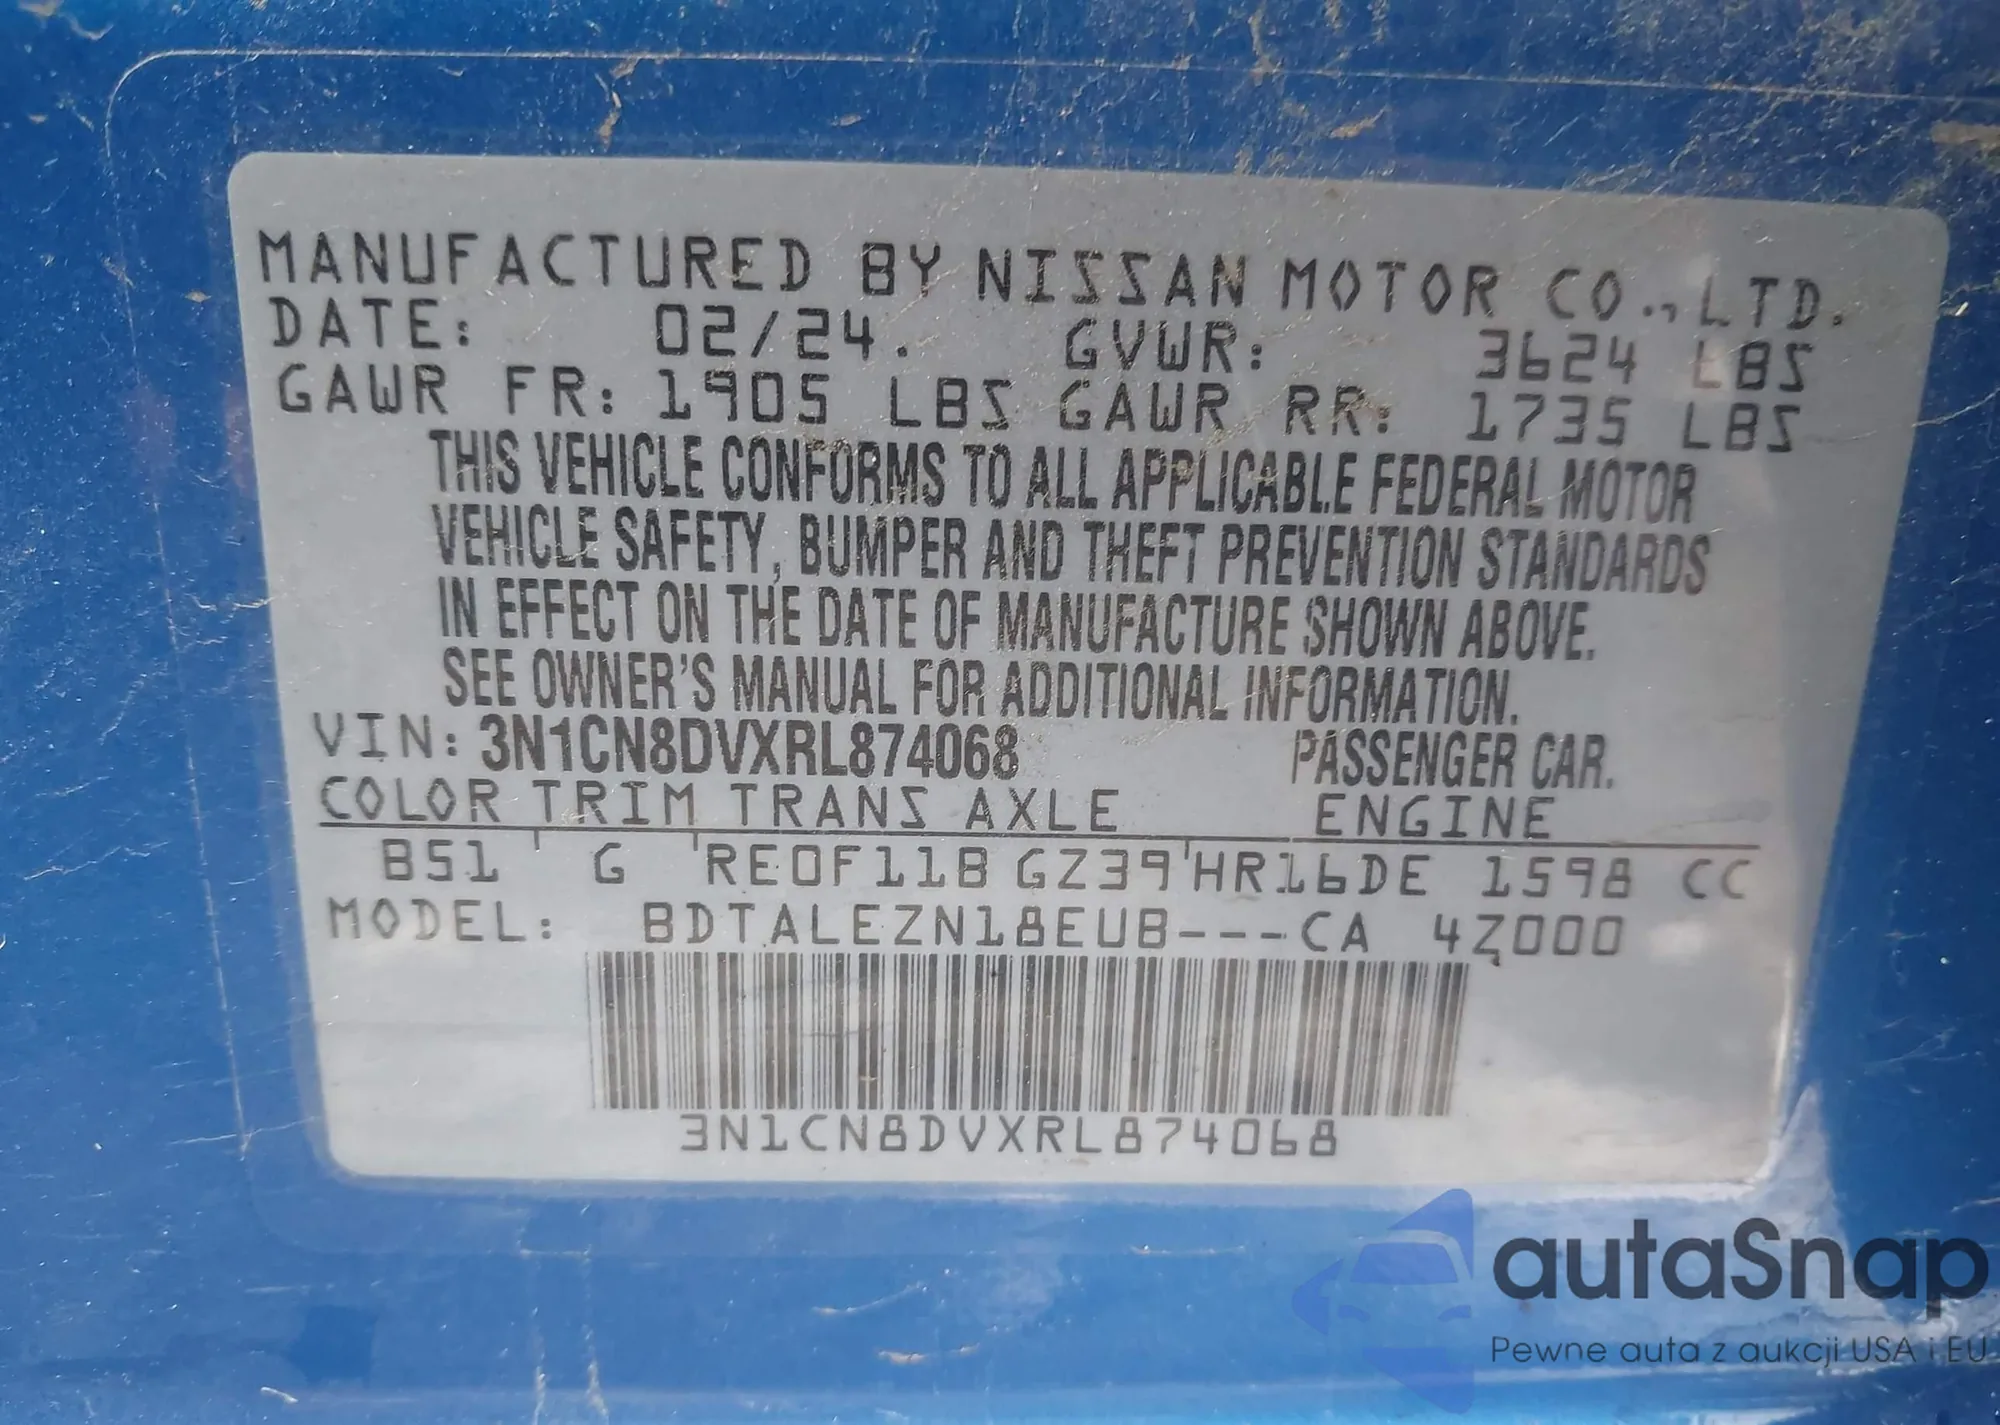 MANUFACTURED BY NISSAN MOTOR CO.,LTD.
DATE: 02/24. GVWR: 3624 LBS
GAWR FR: 1905 LBS GAWR RR: 1735 LBS
THIS VEHICLE CONFORMS TO ALL APPLICABLE FEDERAL MOTOR
VEHICLE SAFETY, BUMPER AND THEFT PREVENTION STANDARDS
IN EFFECT ON THE DATE OF MANUFACTURE SHOWN ABOVE.
SEE OWNER'S MANUAL FOR ADDITIONAL INFORMATION.
VIN: 3N1CN8DVXRL874068 PASSENGER CAR.
COLOR TRIM TRANS AXLE ENGINE
B51 ' G 'RE0F11B GZ39'HR16DE 1598 CC
MODEL: BDTALEZN18EUB---CA 4Z000
3N1CN8DVXRL874068
autaSnap
Pewne auta z aukcji USA i EU